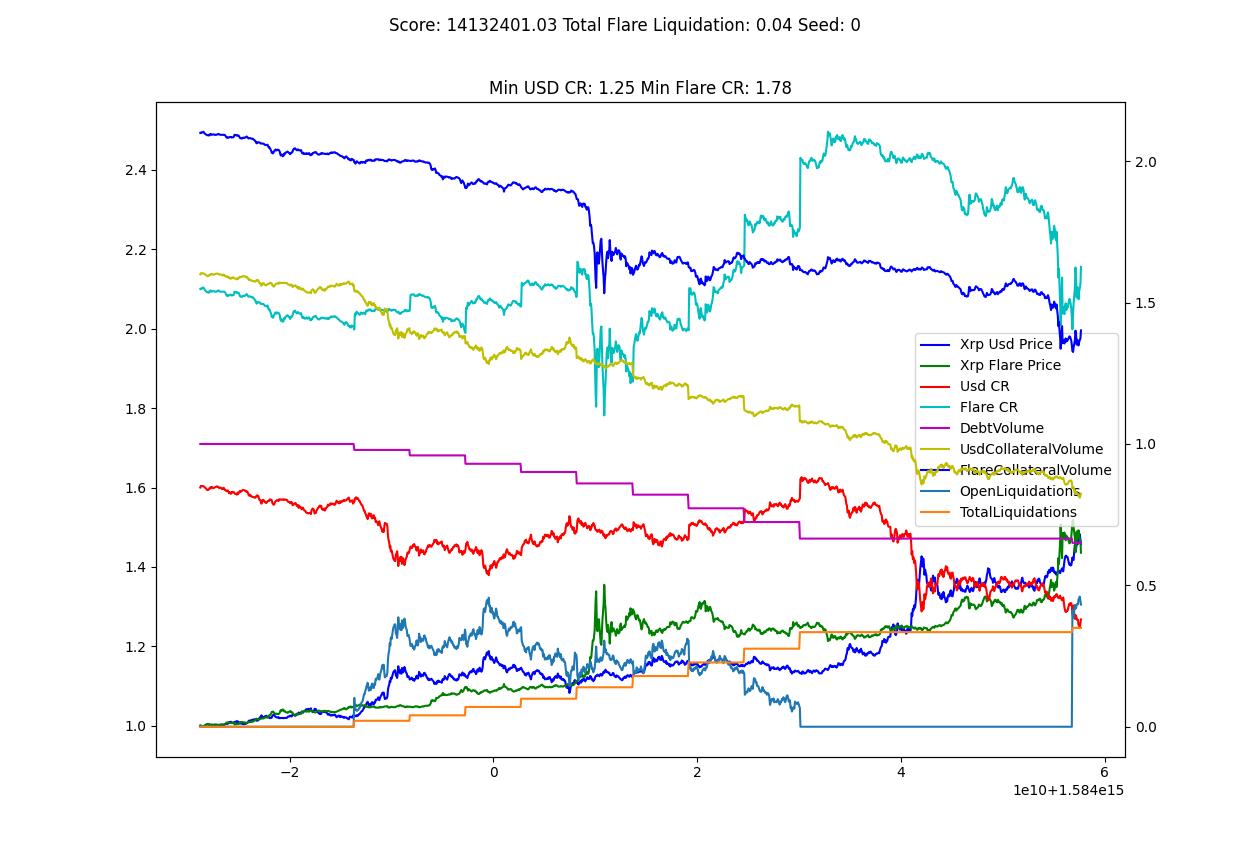 Score: 14132401.03 Total Flare Liquidation: 0.04 Seed: 0
Min USD CR: 1.25 Min Flare CR: 1.78
2.4
2.2
2.0
1.8
1.6
1.4
1.2
1.0
2.0
1.5
1.0
0.5
0.0
Xrp Usd Price
Xrp Flare Price
Usd CR
Flare CR
DebtVolume
UsdCollateralVolume
FlareCollateralVolume
OpenLiquidations
TotalLiquidations
−2 0 2 4 6
1e10+1.584e15